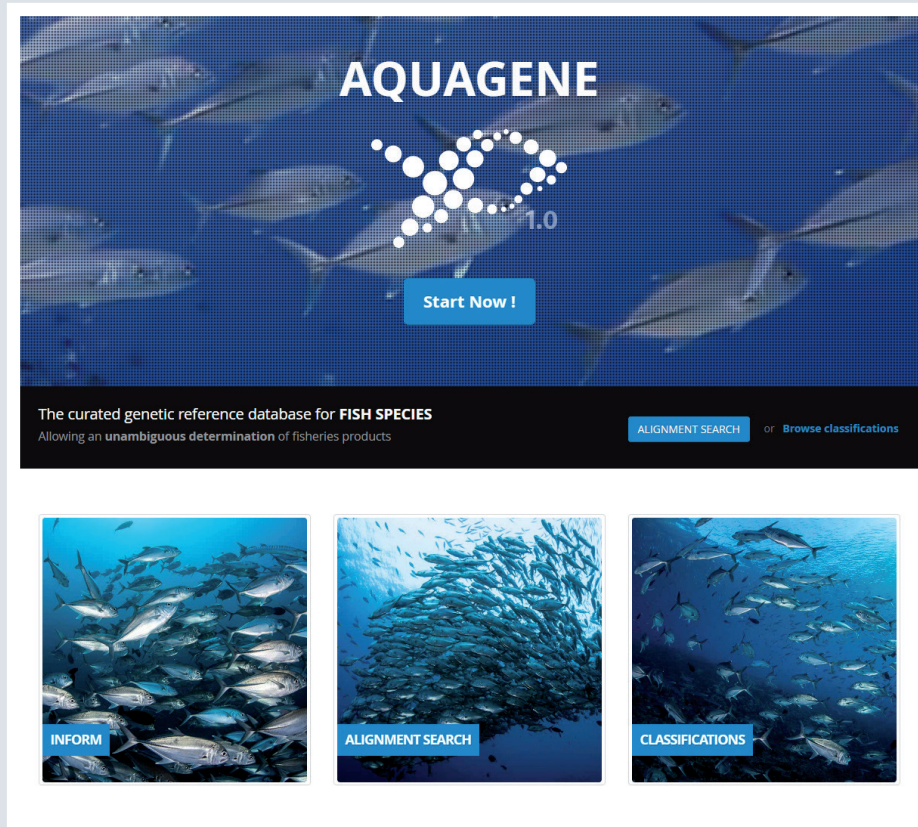 AQUAGENE
1.0
Start Now !
The curated genetic reference database for FISH SPECIES
Allowing an unambiguous determination of fisheries products
ALIGNMENT SEARCH or Browse classifications
INFORM
ALIGNMENT SEARCH
CLASSIFICATIONS